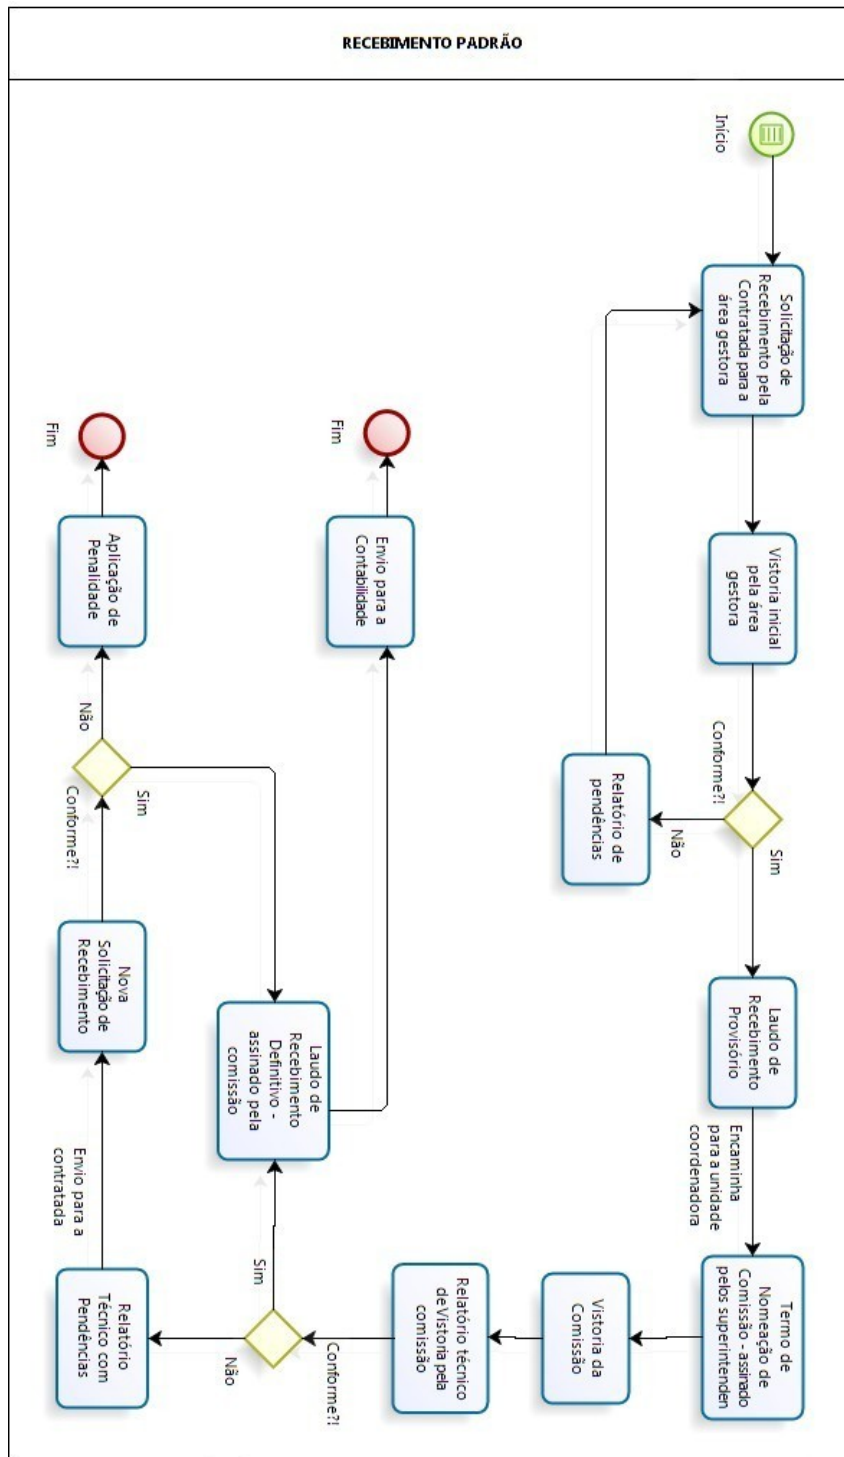 RECEBIMENTO PADRÃO
Início
Solicitação de
Recebimento pela
Contratada para a
área gestora
Vistoria inicial
pela área
gestora
Conforme?!
Sim
Não
Relatório de
pendências
Laudo de
Recebimento
Provisório
Encaminha
para a unidade
coordenadora
Termo de
Nomeação de
Comissão - assinado
pelos superintenden
Vistoria da
Comissão
Relatório técnico
de Vistoria pela
comissão
Conforme?!
Sim
Não
Laudo de
Recebimento
Definitivo -
assinado pela
comissão
Envio para a
Contabilidade
Fim
Relatório
Técnico com
Pendências
Envio para a
contratada
Nova
Solicitação de
Recebimento
Conforme?!
Sim
Não
Aplicação de
Penalidade
Fim